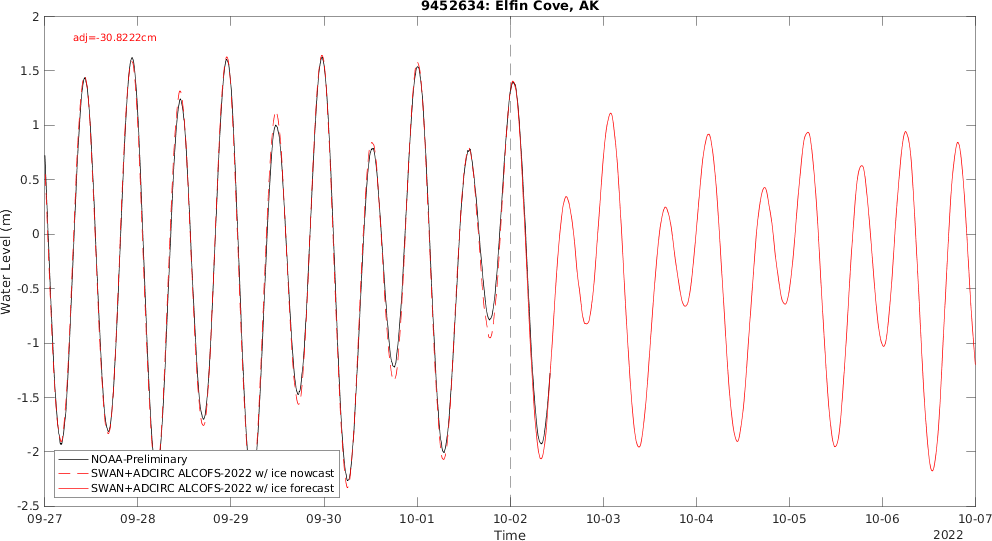 9452634: Elfin Cove, AK
adj=-30.8222cm
Water Level (m)
2
1.5
1
0.5
0
-0.5
-1
-1.5
-2
-2.5
NOAA-Preliminary
SWAN+ADCIRC ALCOFS-2022 w/ ice nowcast
SWAN+ADCIRC ALCOFS-2022 w/ ice forecast
09-27 09-28 09-29 09-30 10-01 10-02 10-03 10-04 10-05 10-06 10-07
Time
2022